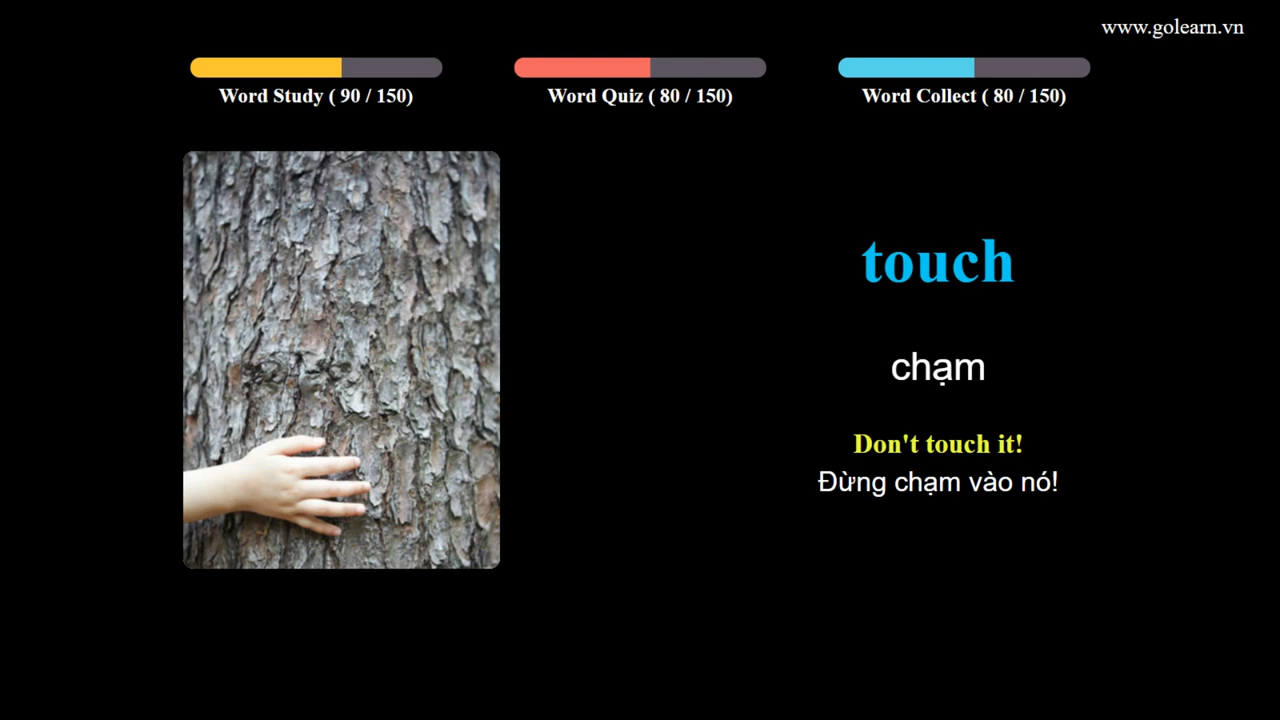 www.golearn.vn
Word Study ( 90 / 150)
Word Quiz ( 80 / 150)
Word Collect ( 80 / 150)
touch
chạm
Don't touch it!
Đừng chạm vào nó!